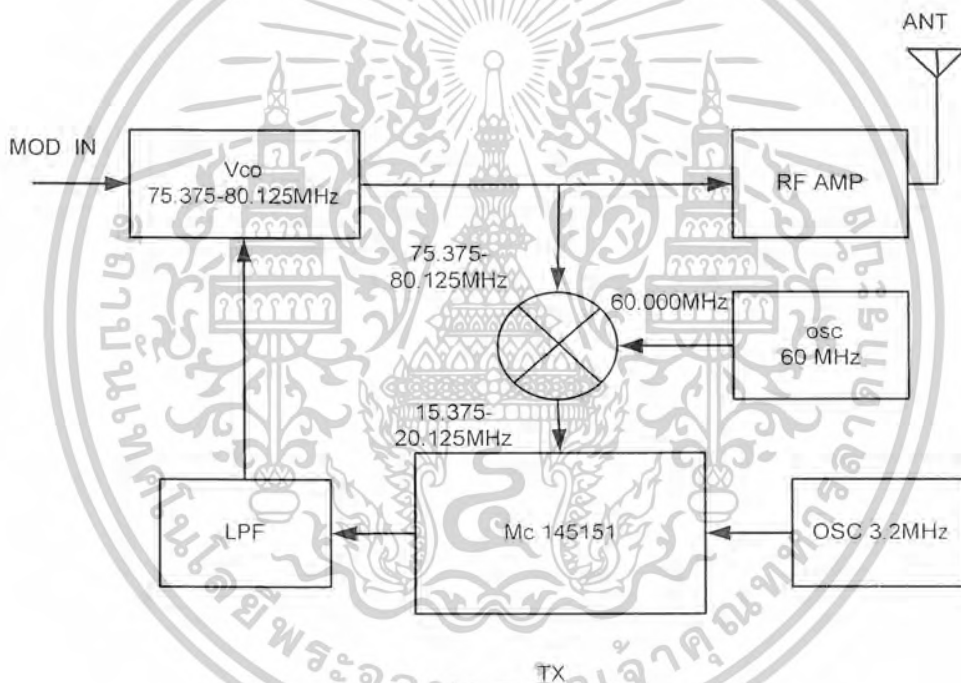 ANT
MOD IN
Vco
75.375-80.125MHz
RF AMP
75.375-
80.125MHz
60.000MHz
osc
60 MHz
15.375-
20.125MHz
LPF
Mc 145151
OSC 3.2MHz
TX